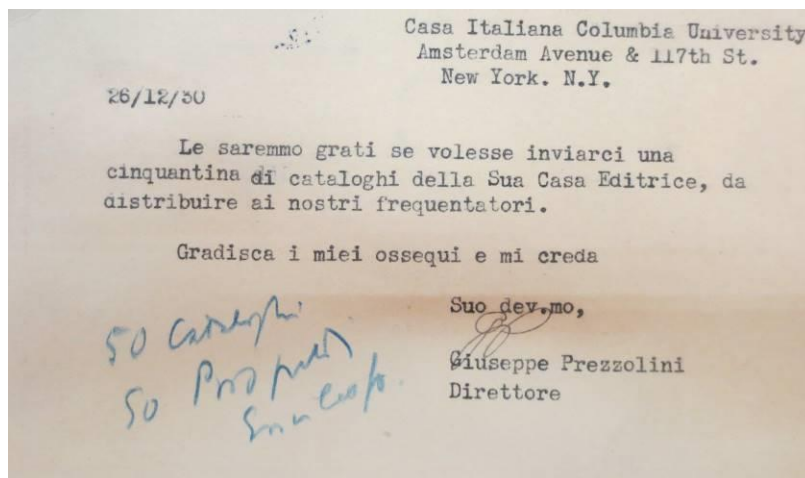 Casa Italiana Columbia University
Amsterdam Avenue & 117th St.
New York. N.Y.
26/12/30
Le saremmo grati se volesse inviarci una
cinquantina di cataloghi della Sua Casa Editrice, da
distribuire ai nostri frequentatori.
Gradisca i miei ossequi e mi creda
Suo dev.mo,
Giuseppe Prezzolini
Direttore
50 Cataloghi
50